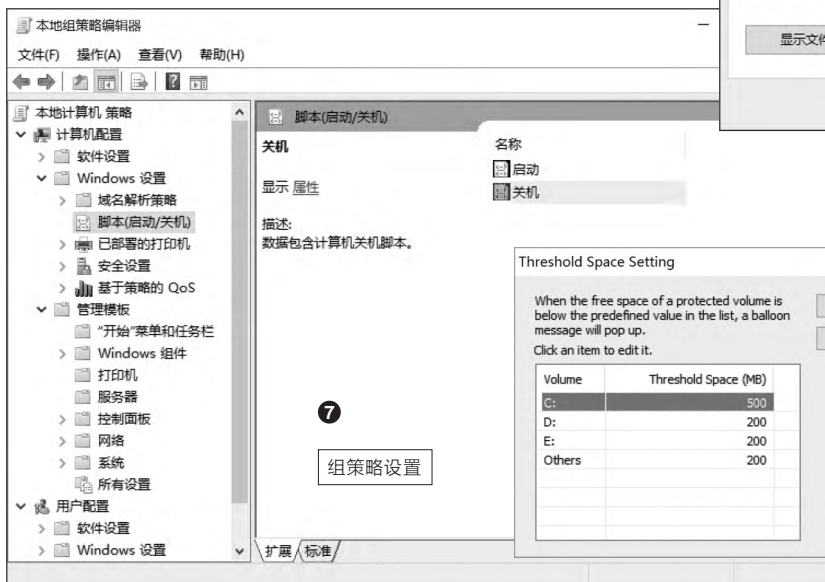 本地组策略编辑器
文件(F) 操作(A) 查看(V) 帮助(H)
本地计算机 策略
计算机配置
软件设置
Windows 设置
域名解析策略
脚本(启动/关机)
已部署的打印机
安全设置
基于策略的 QoS
管理模板
“开始”菜单和任务栏
Windows 组件
打印机
服务器
控制面板
网络
系统
所有设置
用户配置
软件设置
Windows 设置
脚本(启动/关机)
关机
显示 属性
描述:
数据包含计算机关机脚本。
名称
启动
关机
❼
组策略设置
扩展 标准
显示文件
Threshold Space Setting
When the free space of a protected volume is
below the predefined value in the list, a balloon
message will pop up.
Click an item to edit it.
Volume Threshold Space (MB)
C: 500
D: 200
E: 200
Others 200